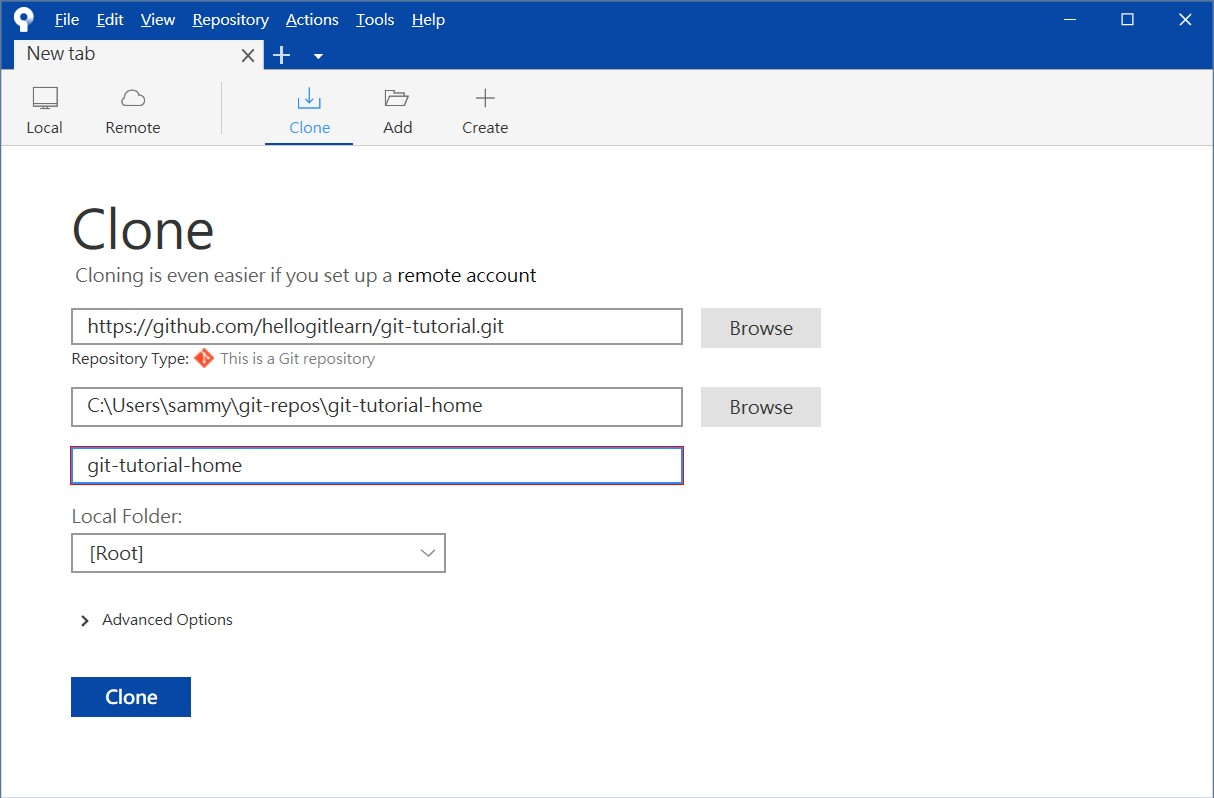 File Edit View Repository Actions Tools Help
New tab
Local Remote Clone Add Create
Clone
Cloning is even easier if you set up a remote account
https://github.com/hellogitlearn/git-tutorial.git Browse
Repository Type: This is a Git repository
C:\Users\sammy\git-repos\git-tutorial-home Browse
git-tutorial-home
Local Folder:
[Root]
Advanced Options
Clone